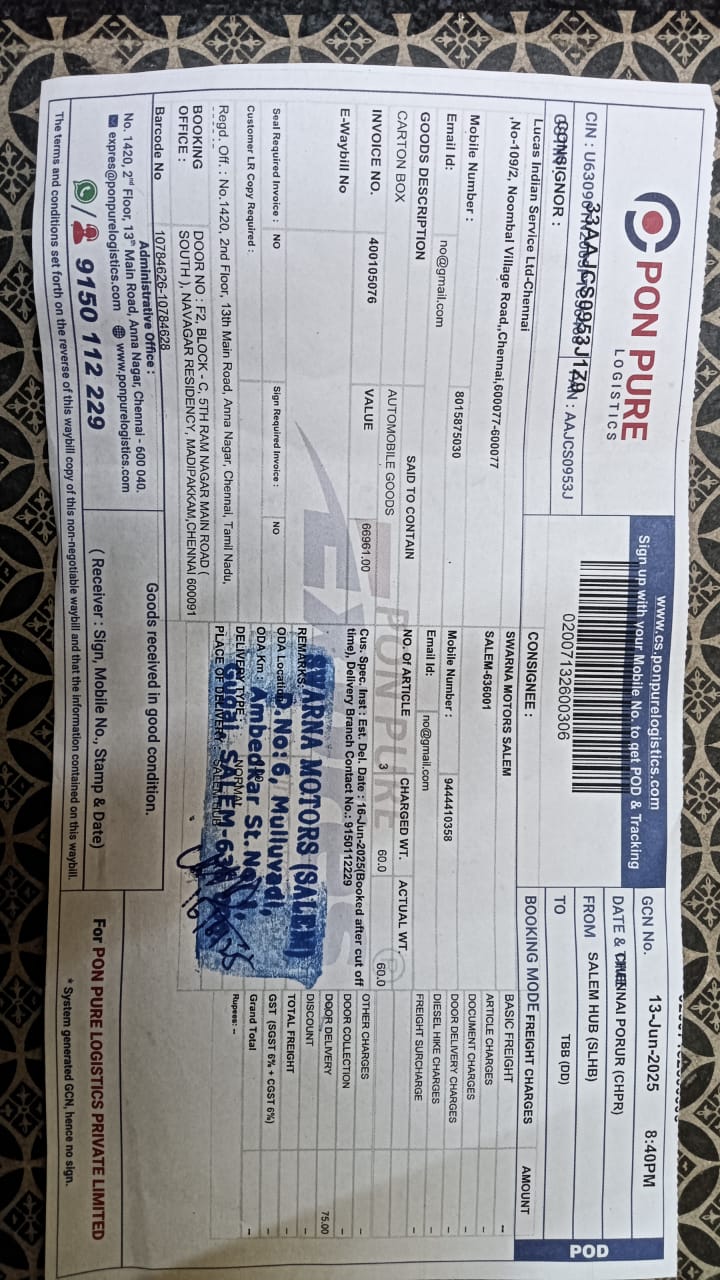 PON PURE
LOGISTICS
CIN : U63090
33AAJCS0953J1Z9
PAN : AAJCS0953J
www.cs.ponpurelogistics.com
Sign up with your Mobile No. to get POD & Tracking
02007132600306
GCN No.
DATE & TIME 13-Jun-2025 8:40PM
FROM CHENNAI PORUR (CHPR)
TO SALEM HUB (SLHB)
BOOKING MODE TBB (DD)
POD
CONSIGNOR :
Lucas Indian Service Ltd-Chennai
,No-109/2, Noombal Village Road,,Chennai,600077-600077
Mobile Number : 8015875030
Email Id: no@gmail.com
CONSIGNEE :
SWARNA MOTORS SALEM
SALEM-636001
Mobile Number : 9444410358
Email Id: no@gmail.com
GOODS DESCRIPTION SAID TO CONTAIN NO. OF ARTICLE CHARGED WT. ACTUAL WT.
CARTON BOX AUTOMOBILE GOODS 3 60.0 60.0
INVOICE NO. 400105076 VALUE 66961.00
E-Waybill No
Cus. Spec. Inst : Est. Del. Date : 16-Jun-2025(Booked after cut off
time), Delivery Branch Contact No.: 9150112229
Seal Required Invoice : NO Sign Required Invoice : NO
Customer LR Copy Required :
REMARKS:
ODA Location
ODA Km :
DELIVERY TYPE : NORMAL
PLACE OF DELIVERY : SALEM HUB
SWARNA MOTORS (SALEM)
D. No: 6, Mulluvadi,
Ambedkar St.
Gugai, SALEM-
FREIGHT CHARGES AMOUNT
BASIC FREIGHT --
ARTICLE CHARGES -
DOCUMENT CHARGES -
DOOR DELIVERY CHARGES -
DIESEL HIKE CHARGES -
FREIGHT SURCHARGE -
OTHER CHARGES -
DOOR COLLECTION -
DOOR DELIVERY 75.00
DISCOUNT -
TOTAL FREIGHT -
GST (SGST 6% + CGST 6%) -
Grand Total -
Rupees: --
Regd. Off. : No.1420, 2nd Floor, 13th Main Road, Anna Nagar, Chennai, Tamil Nadu,
BOOKING OFFICE : DOOR NO : F2, BLOCK - C, 5TH RAM NAGAR MAIN ROAD (
SOUTH ), NAVAGAR RESIDENCY, MADIPAKKAM,CHENNAI 600091
Barcode No 10784626-10784628
Administrative Office :
No. 1420, 2nd Floor, 13th Main Road, Anna Nagar, Chennai - 600 040.
expres@ponpurelogistics.com www.ponpurelogistics.com
9150 112 229
Goods received in good condition.
( Receiver : Sign, Mobile No., Stamp & Date)
For PON PURE LOGISTICS PRIVATE LIMITED
* System generated GCN, hence no sign.
The terms and conditions set forth on the reverse of this waybill copy of this non-negotiable waybill and that the information contained on this waybill.